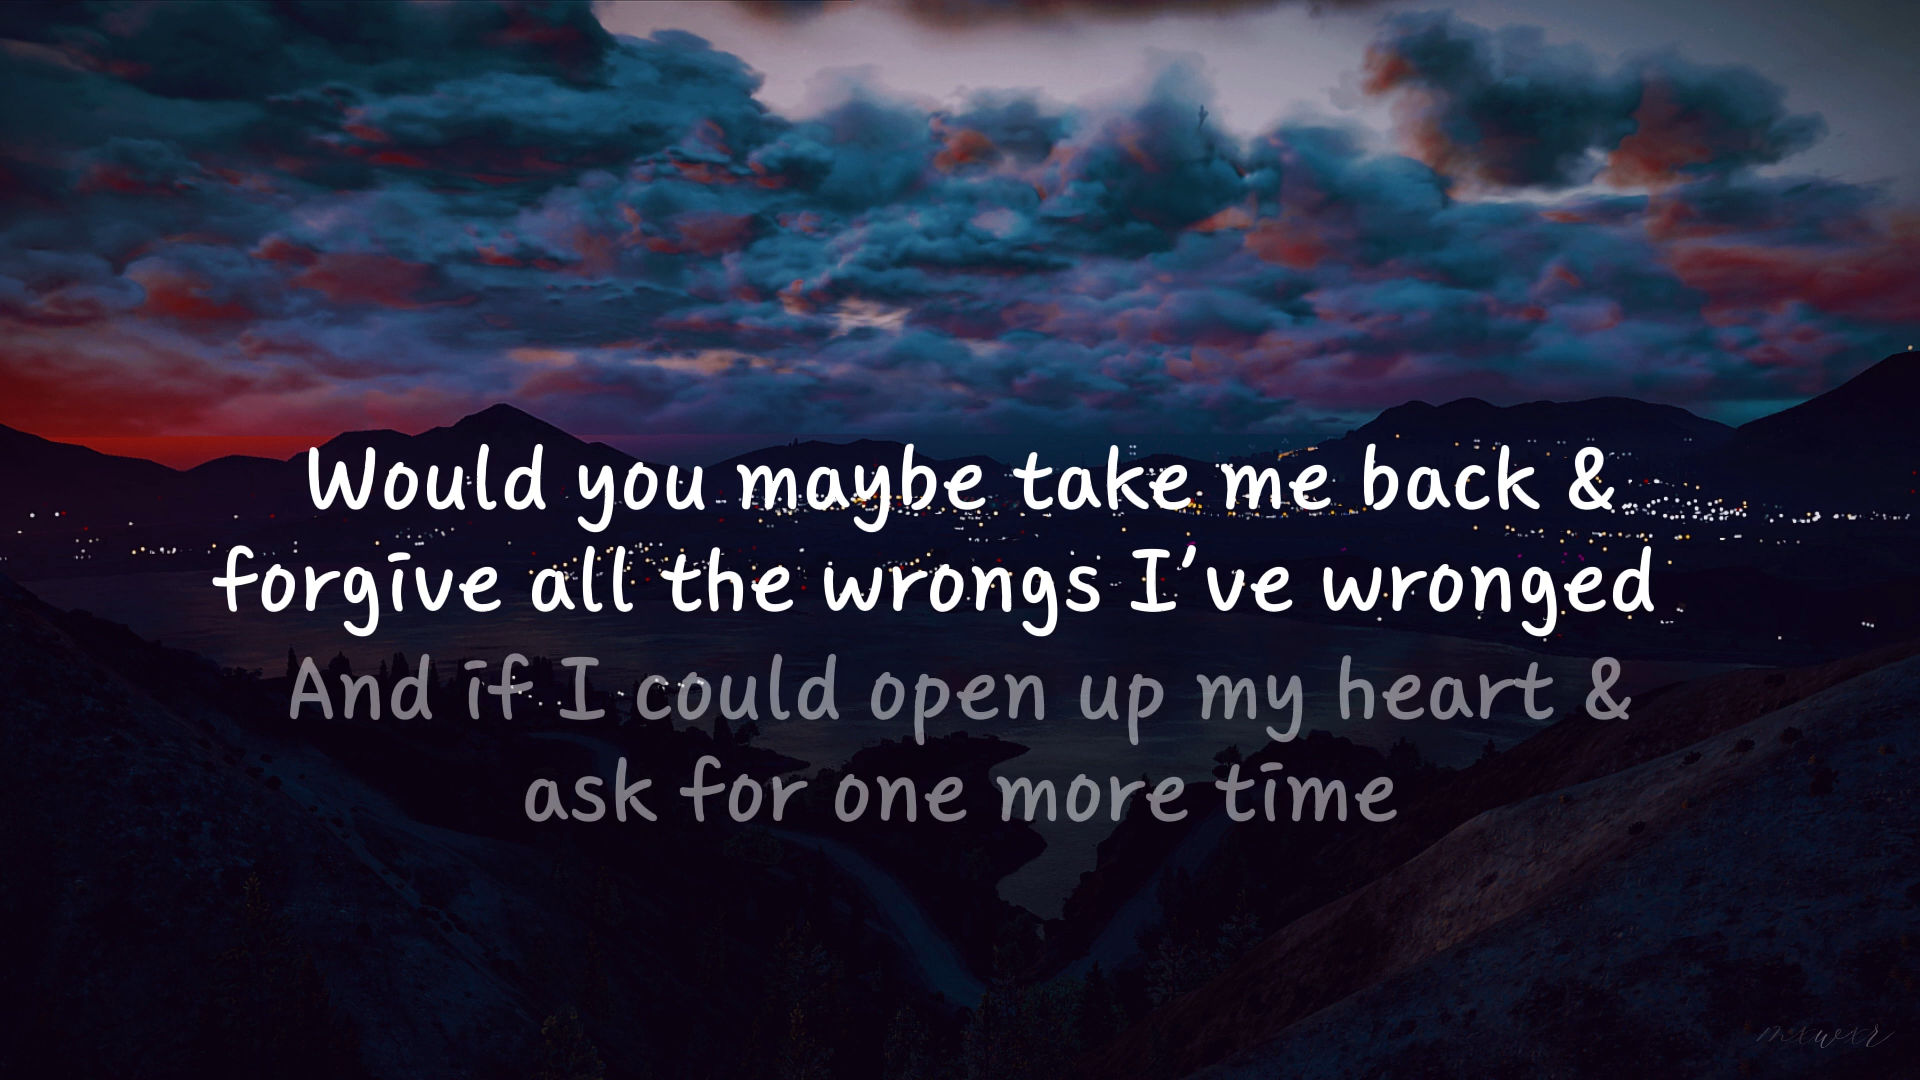 Would you maybe take me back &
forgive all the wrongs I've wronged
And if I could open up my heart &
ask for one more time